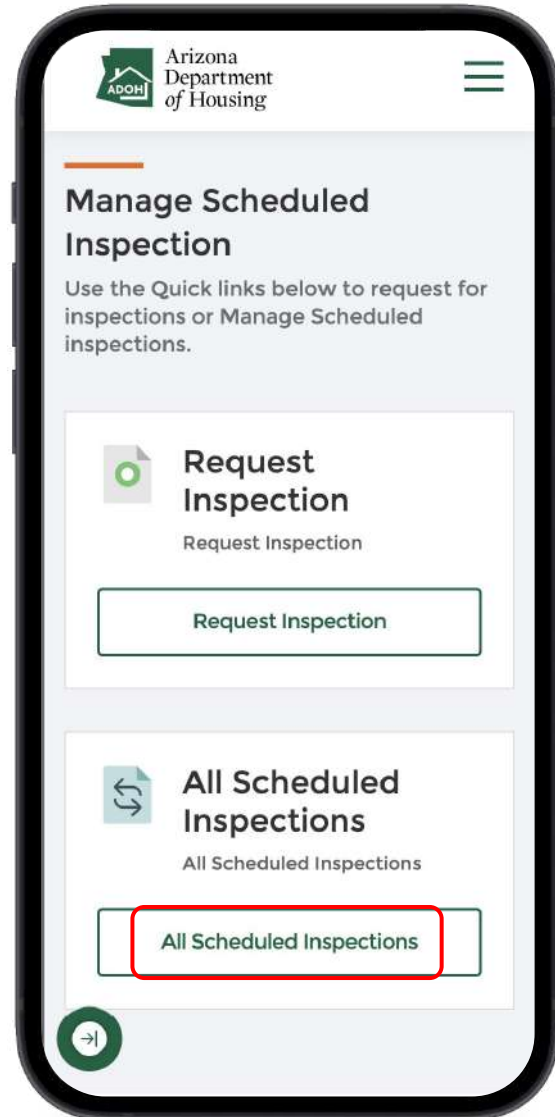 ADOH
Arizona
Department
of Housing
Manage Scheduled
Inspection
Use the Quick links below to request for
inspections or Manage Scheduled
inspections.
Request
Inspection
Request Inspection
Request Inspection
All Scheduled
Inspections
All Scheduled Inspections
All Scheduled Inspections